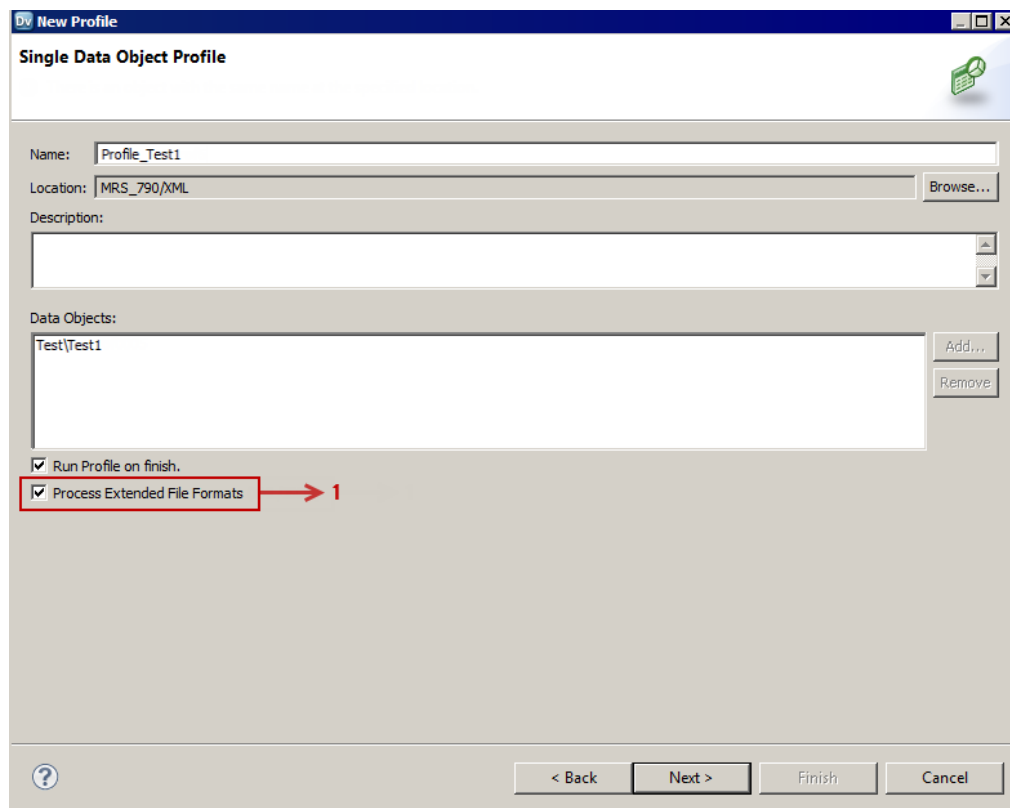 Dv New Profile
Single Data Object Profile
Name: Profile_Test1
Location: MRS_790/XML Browse...
Description:
Data Objects:
Test\Test1 Add...
Remove
Run Profile on finish.
Process Extended File Formats 1
? < Back Next > Finish Cancel